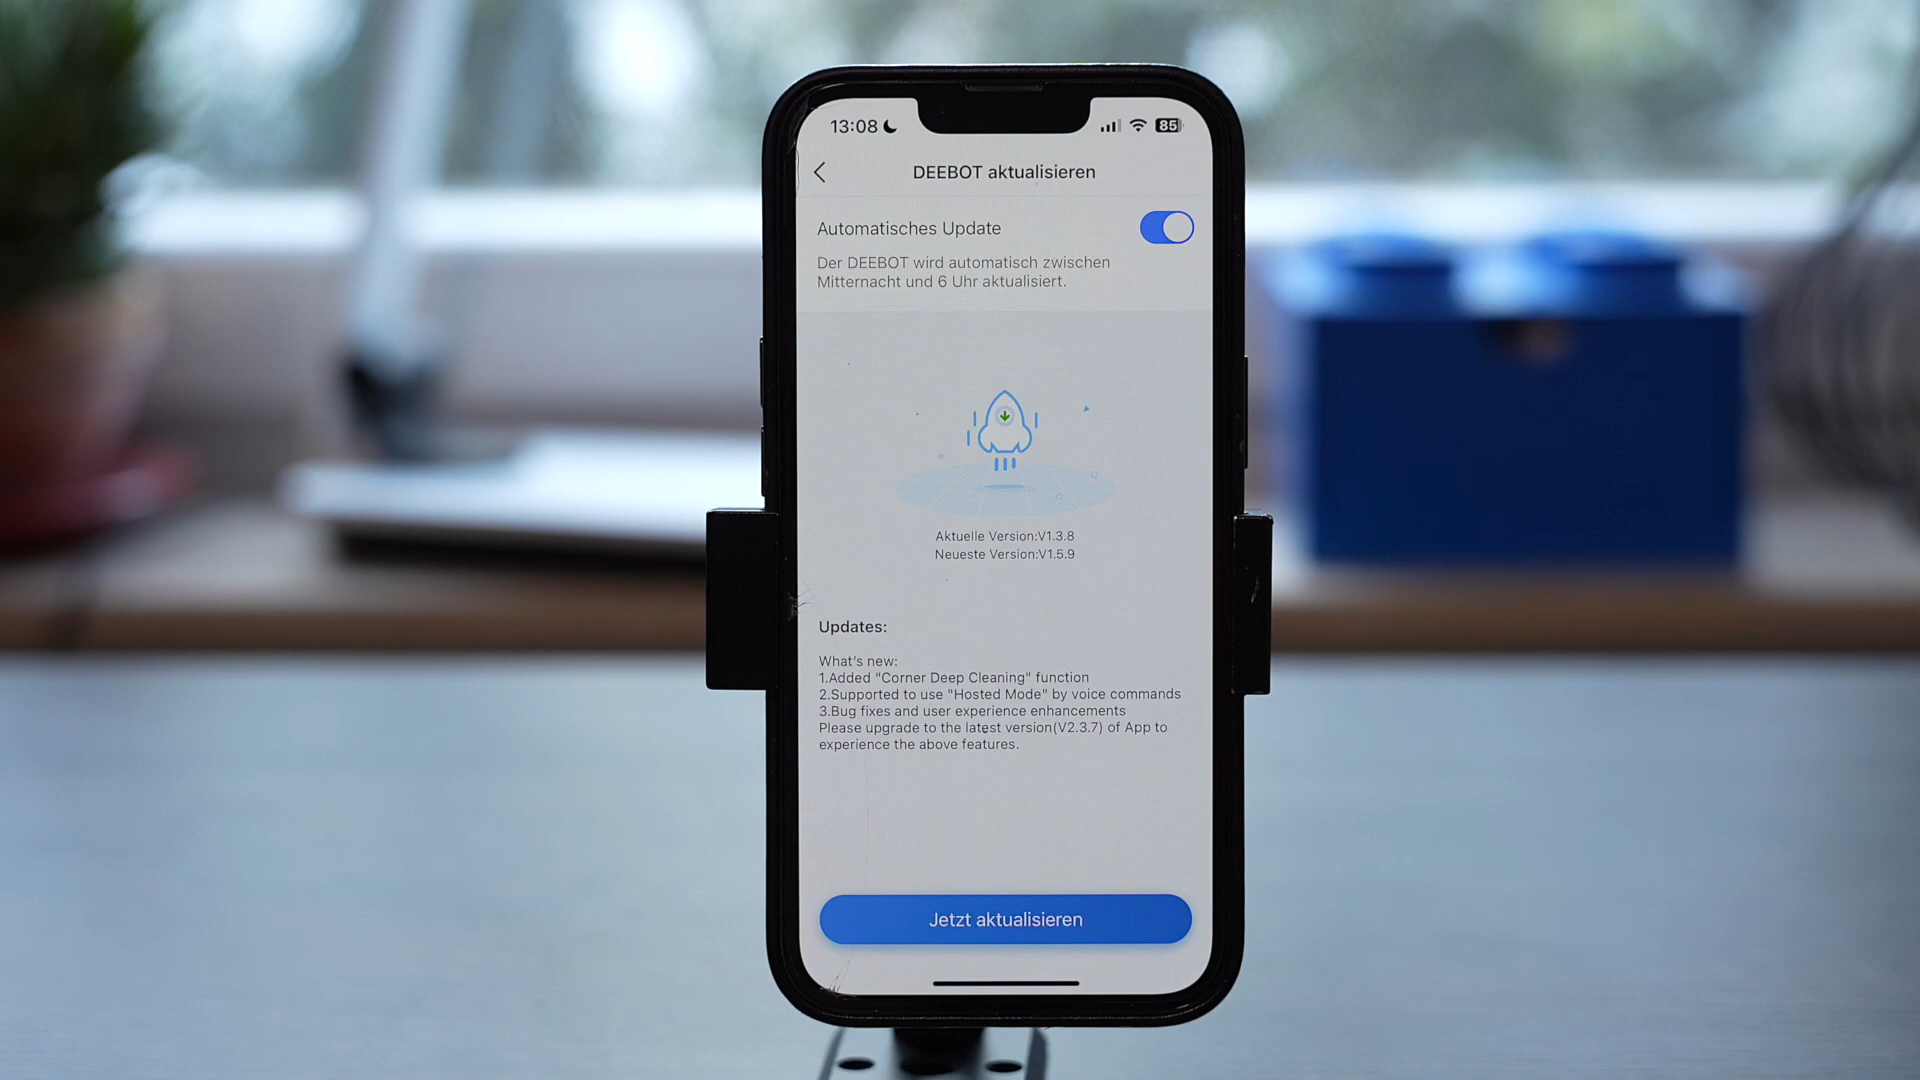 13:08
85
DEEBOT aktualisieren
Automatisches Update
Der DEEBOT wird automatisch zwischen
Mitternacht und 6 Uhr aktualisiert.
Aktuelle Version:V1.3.8
Neueste Version:V1.5.9
Updates:
What's new:
1.Added "Corner Deep Cleaning" function
2.Supported to use "Hosted Mode" by voice commands
3.Bug fixes and user experience enhancements
Please upgrade to the latest version(V2.3.7) of App to
experience the above features.
Jetzt aktualisieren